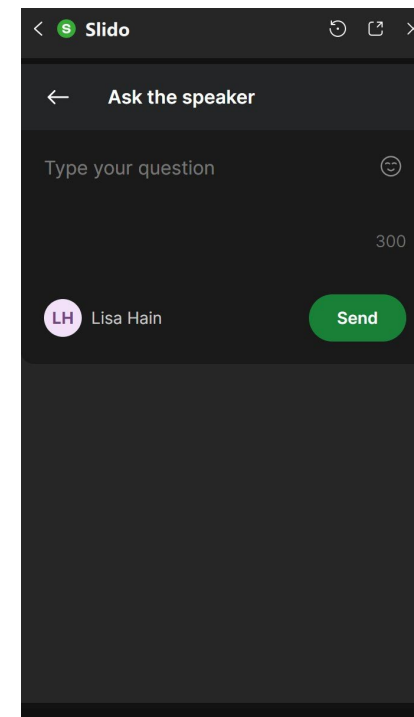 S Slido
Ask the speaker
Type your question
300
LH Lisa Hain
Send